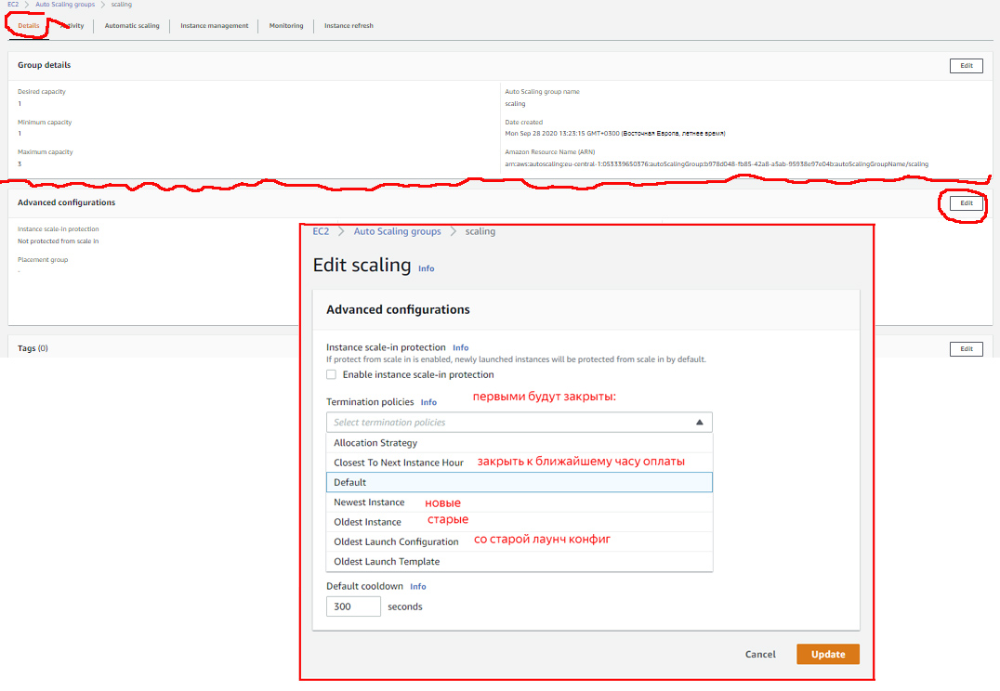 EC2 > Auto Scaling groups > scaling
Details Activity Automatic scaling Instance management Monitoring Instance refresh
Group details Edit
Desired capacity
1
Minimum capacity
1
Maximum capacity
3
Auto Scaling group name
scaling
Date created
Mon Sep 28 2020 13:23:15 GMT+0300 (Восточная Европа, летнее время)
Amazon Resource Name (ARN)
arn:aws:autoscaling:eu-central-1:053339650376:autoScalingGroup:b978d048-fb85-42a8-a5ab-95938e97e04b:autoScalingGroupName/scaling
Advanced configurations Edit
Instance scale-in protection
Not protected from scale in
Placement group
-
EC2 > Auto Scaling groups > scaling
Edit scaling Info
Advanced configurations
Instance scale-in protection Info
If protect from scale in is enabled, newly launched instances will be protected from scale in by default.
Enable instance scale-in protection
Termination policies Info первыми будут закрыты:
Select termination policies
Allocation Strategy
Closest To Next Instance Hour закрыть к ближайшему часу оплаты
Default
Newest Instance новые
Oldest Instance старые
Oldest Launch Configuration со старой лаунч конфиг
Oldest Launch Template
Default cooldown Info
300 seconds
Cancel Update
Tags (0) Edit